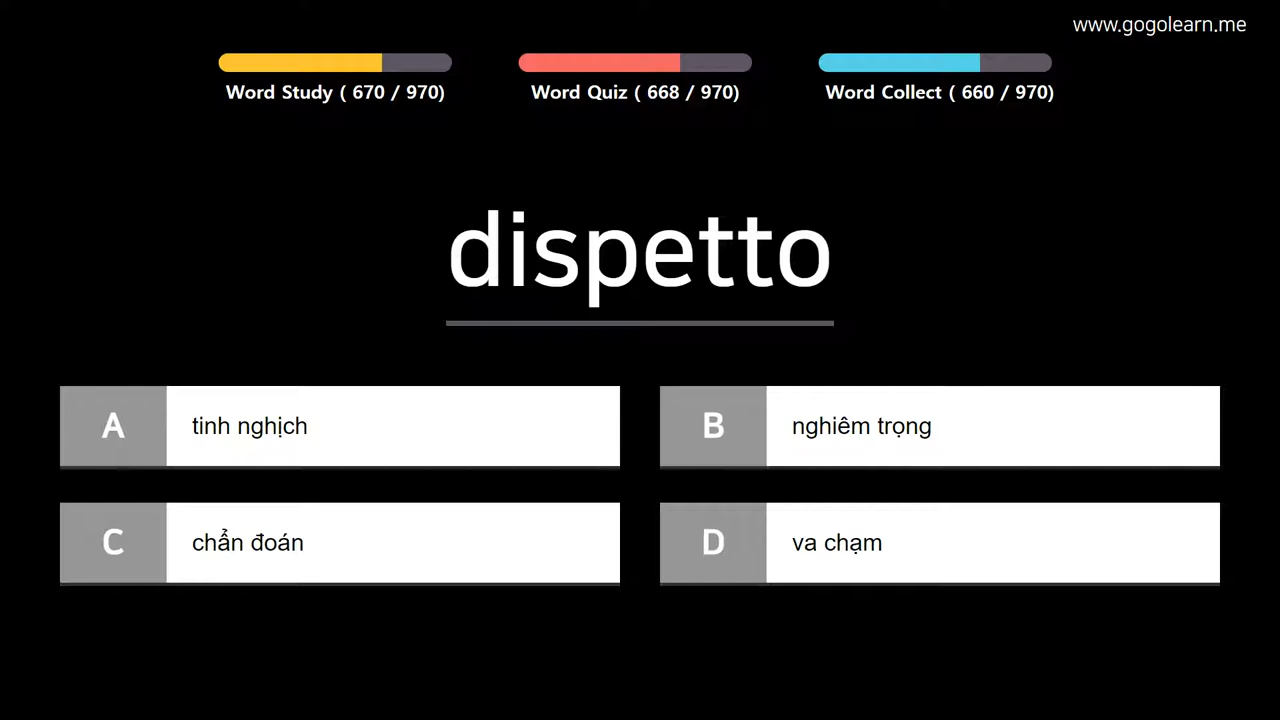 www.gogolearn.me
Word Study ( 670 / 970)
Word Quiz ( 668 / 970)
Word Collect ( 660 / 970)
dispetto
A tinh nghịch
B nghiêm trọng
C chẩn đoán
D va chạm